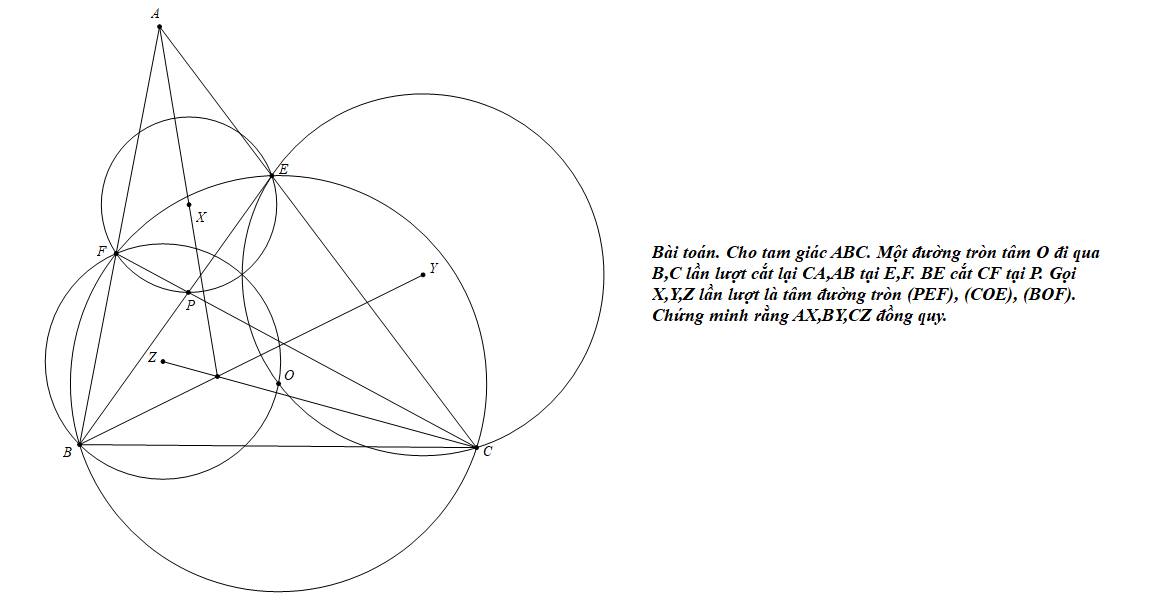 A
E
X
F
Y
P
Z
O
B
C
Bài toán. Cho tam giác ABC. Một đường tròn tâm O đi qua
B,C lần lượt cắt lại CA,AB tại E,F. BE cắt CF tại P. Gọi
X,Y,Z lần lượt là tâm đường tròn (PEF), (COE), (BOF).
Chứng minh rằng AX,BY,CZ đồng quy.